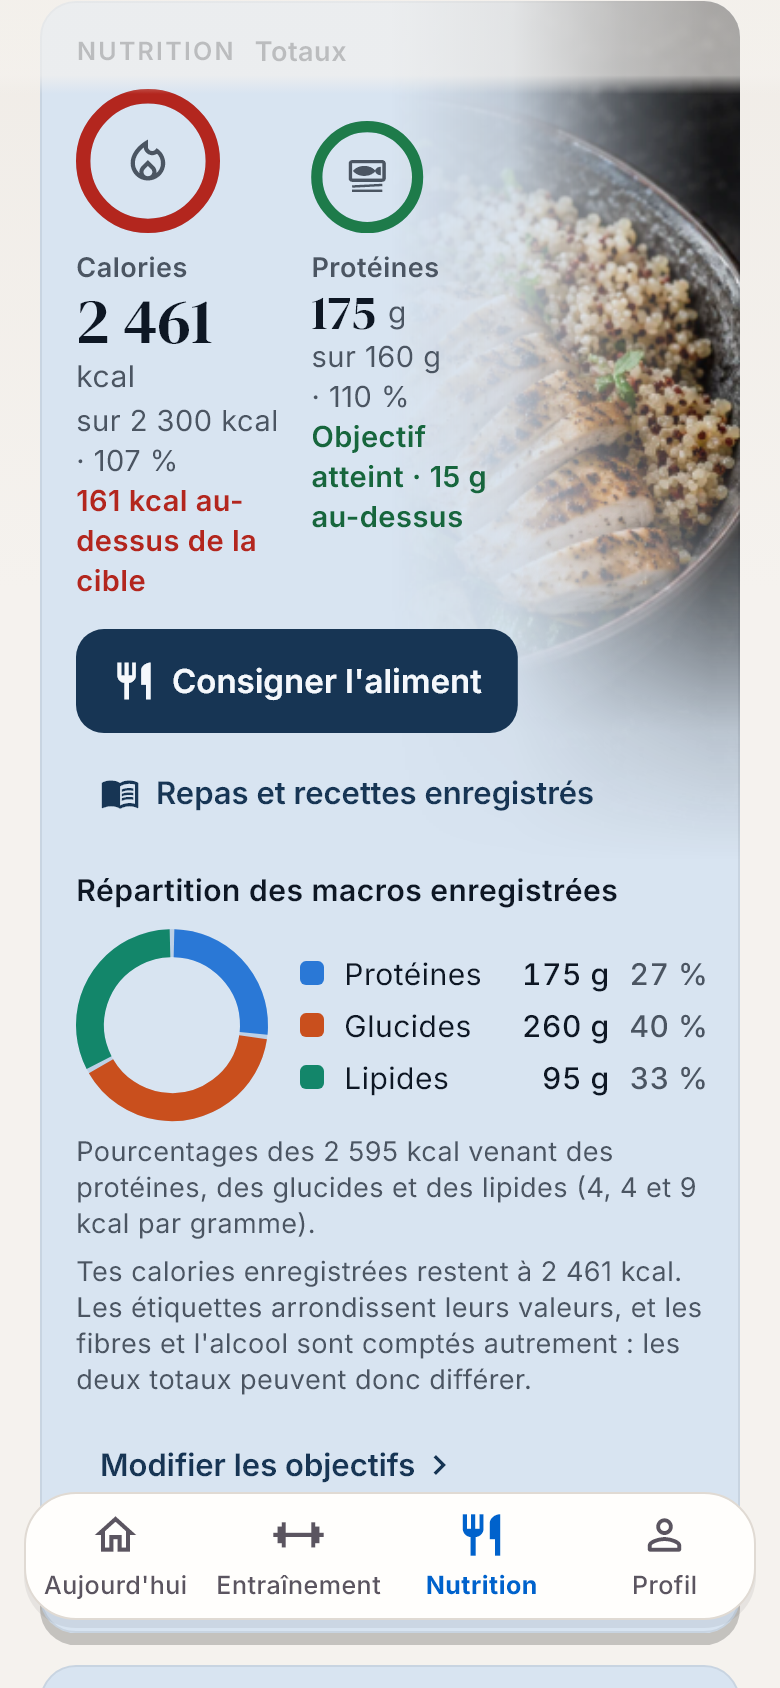 NUTRITION Totaux
Calories
2 461
kcal
sur 2 300 kcal
· 107 %
161 kcal au-
dessus de la
cible
Protéines
175 g
sur 160 g
· 110 %
Objectif
atteint · 15 g
au-dessus
Consigner l'aliment
Repas et recettes enregistrés
Répartition des macros enregistrées
Protéines 175 g 27 %
Glucides 260 g 40 %
Lipides 95 g 33 %
Pourcentages des 2 595 kcal venant des
protéines, des glucides et des lipides (4, 4 et 9
kcal par gramme).
Tes calories enregistrées restent à 2 461 kcal.
Les étiquettes arrondissent leurs valeurs, et les
fibres et l'alcool sont comptés autrement : les
deux totaux peuvent donc différer.
Modifier les objectifs
Aujourd'hui Entraînement Nutrition Profil